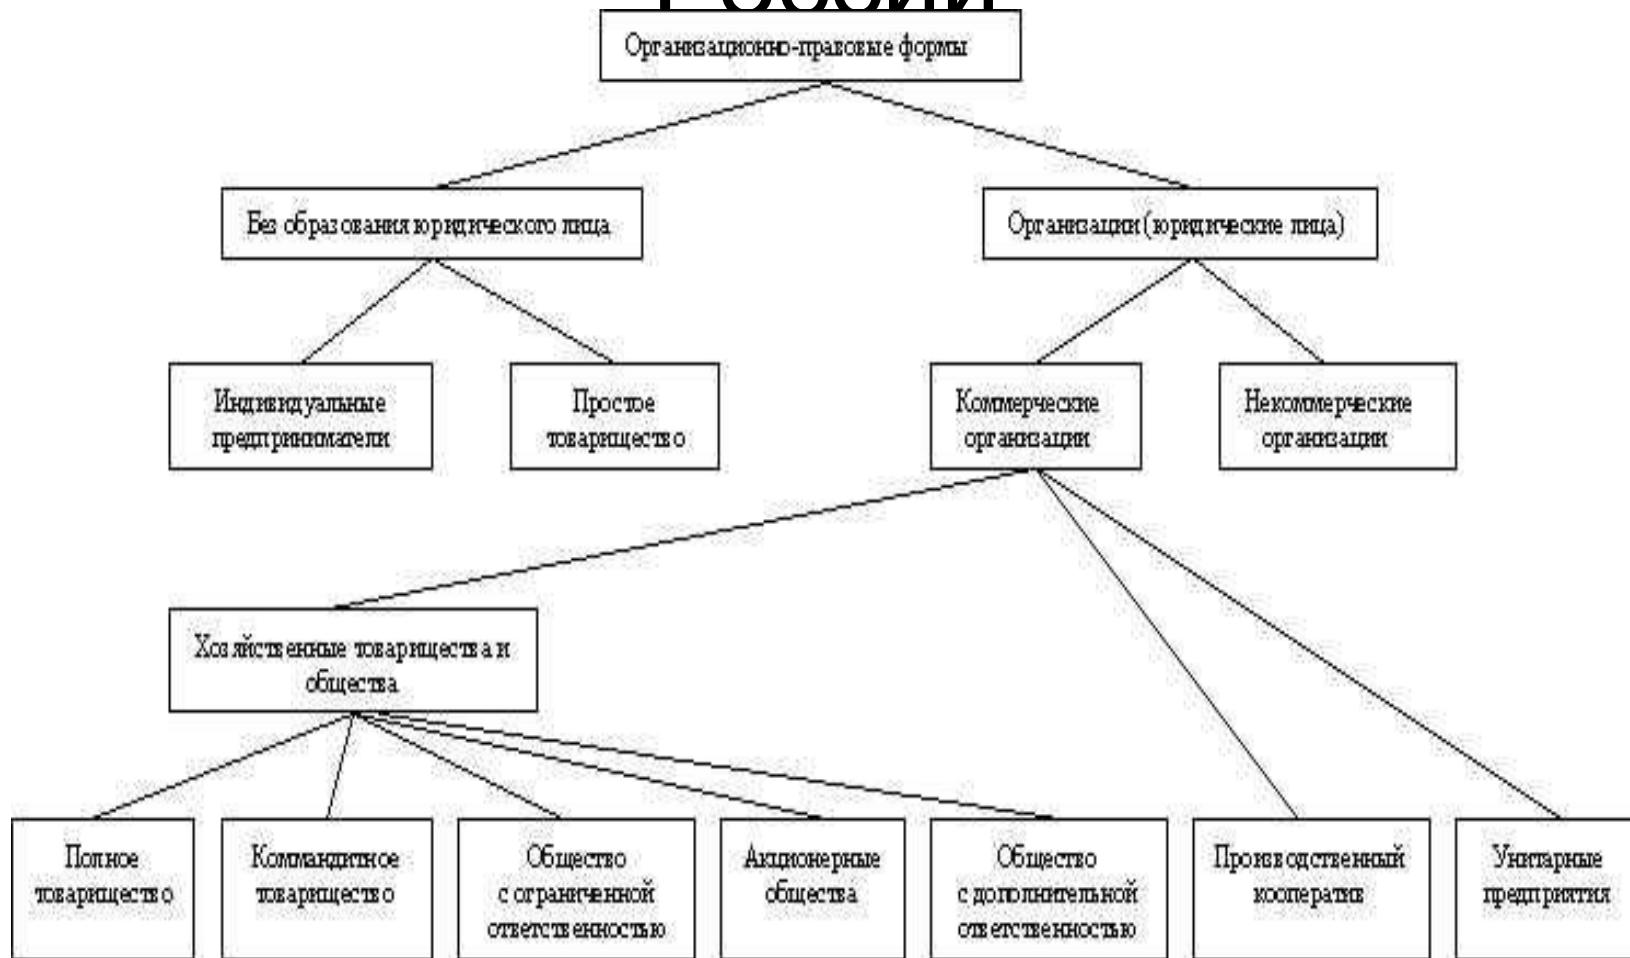 России
Организационно-правовые формы
Без образования юридического лица
Организации (юридические лица)
Индивидуальные
предприниматели
Простое
товарищество
Коммерческие
организации
Некоммерческие
организации
Хозяйственные товарищества и
общества
Полное
товарищество
Коммандитное
товарищество
Общество
с ограниченной
ответственностью
Акционерные
общества
Общество
с дополнительной
ответственностью
Производственный
кооператив
Унитарные
предприятия